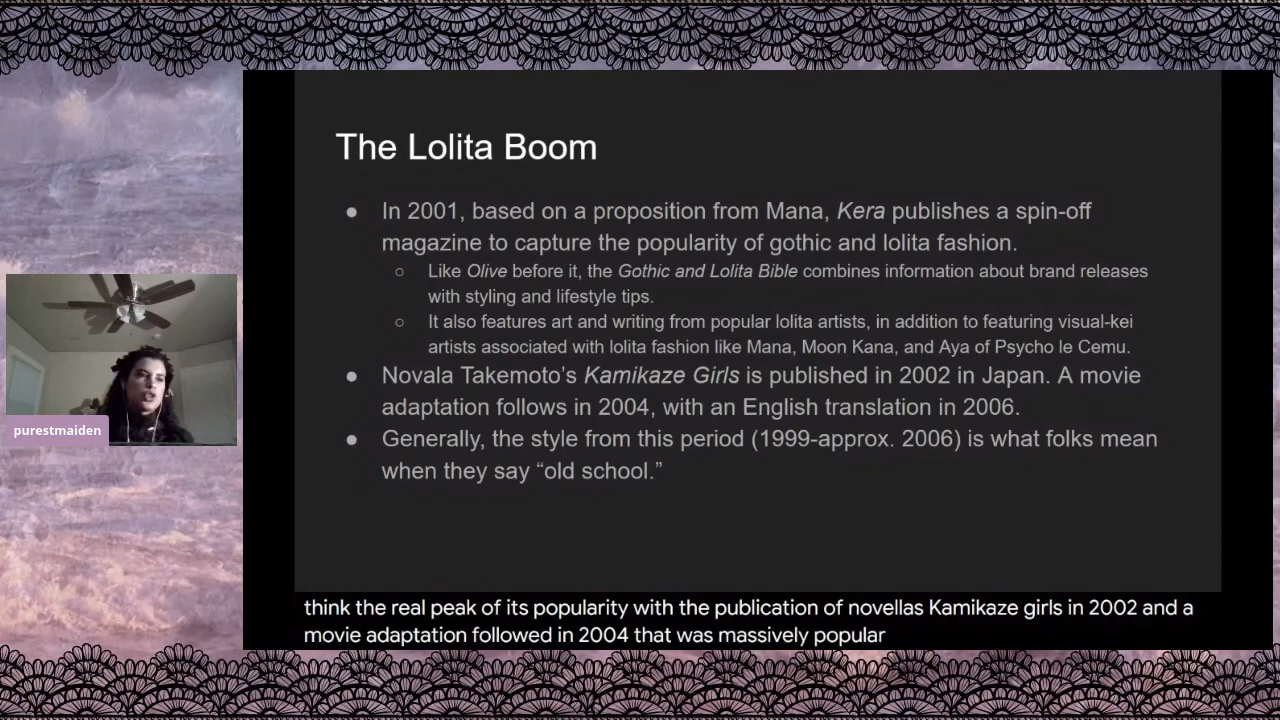 The Lolita Boom
● In 2001, based on a proposition from Mana, Kera publishes a spin-off
magazine to capture the popularity of gothic and lolita fashion.
○ Like Olive before it, the Gothic and Lolita Bible combines information about brand releases
with styling and lifestyle tips.
○ It also features art and writing from popular lolita artists, in addition to featuring visual-kei
artists associated with lolita fashion like Mana, Moon Kana, and Aya of Psycho le Cemu.
● Novala Takemoto’s Kamikaze Girls is published in 2002 in Japan. A movie
adaptation follows in 2004, with an English translation in 2006.
● Generally, the style from this period (1999-approx. 2006) is what folks mean
when they say “old school.”
purestmaiden
think the real peak of its popularity with the publication of novellas Kamikaze girls in 2002 and a
movie adaptation followed in 2004 that was massively popular